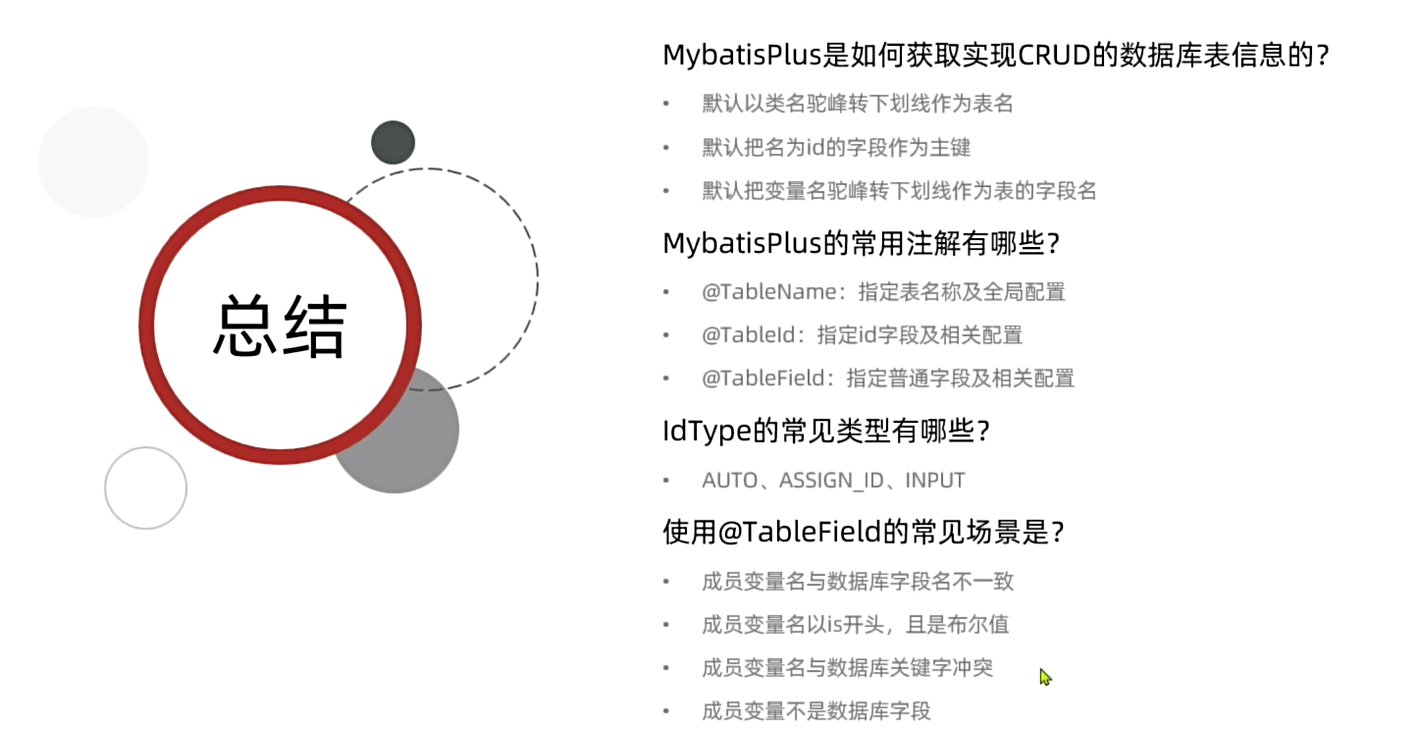 总结
MybatisPlus是如何获取实现CRUD的数据库表信息的？
• 默认以类名驼峰转下划线作为表名
• 默认把名为id的字段作为主键
• 默认把变量名驼峰转下划线作为表的字段名
MybatisPlus的常用注解有哪些？
• @TableName：指定表名称及全局配置
• @TableId：指定id字段及相关配置
• @TableField：指定普通字段及相关配置
IdType的常见类型有哪些？
• AUTO、ASSIGN_ID、INPUT
使用@TableField的常见场景是？
• 成员变量名与数据库字段名不一致
• 成员变量名以is开头，且是布尔值
• 成员变量名与数据库关键字冲突
• 成员变量不是数据库字段